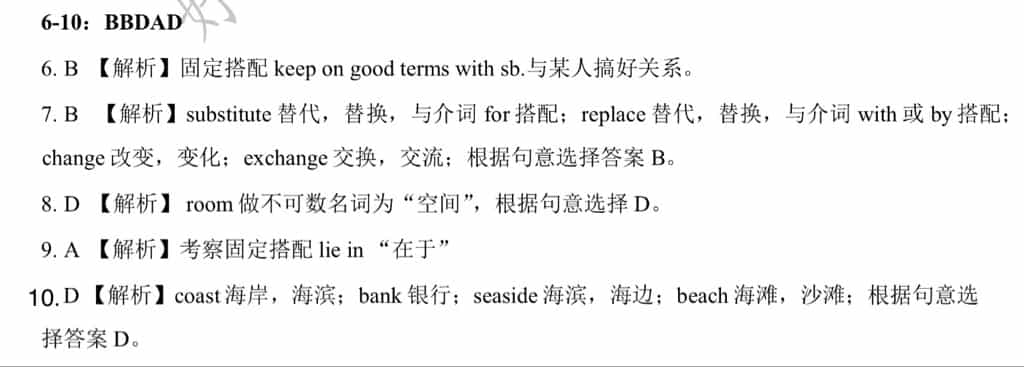 6-10：BBDAD
6. B 【解析】固定搭配 keep on good terms with sb.与某人搞好关系。
7. B 【解析】substitute 替代，替换，与介词 for 搭配；replace 替代，替换，与介词 with 或 by 搭配；
change 改变，变化；exchange 交换，交流；根据句意选择答案 B。
8. D 【解析】 room 做不可数名词为“空间”，根据句意选择 D。
9. A 【解析】考察固定搭配 lie in “在于”
10. D【解析】coast 海岸，海滨；bank 银行；seaside 海滨，海边；beach 海滩，沙滩；根据句意选
择答案 D。